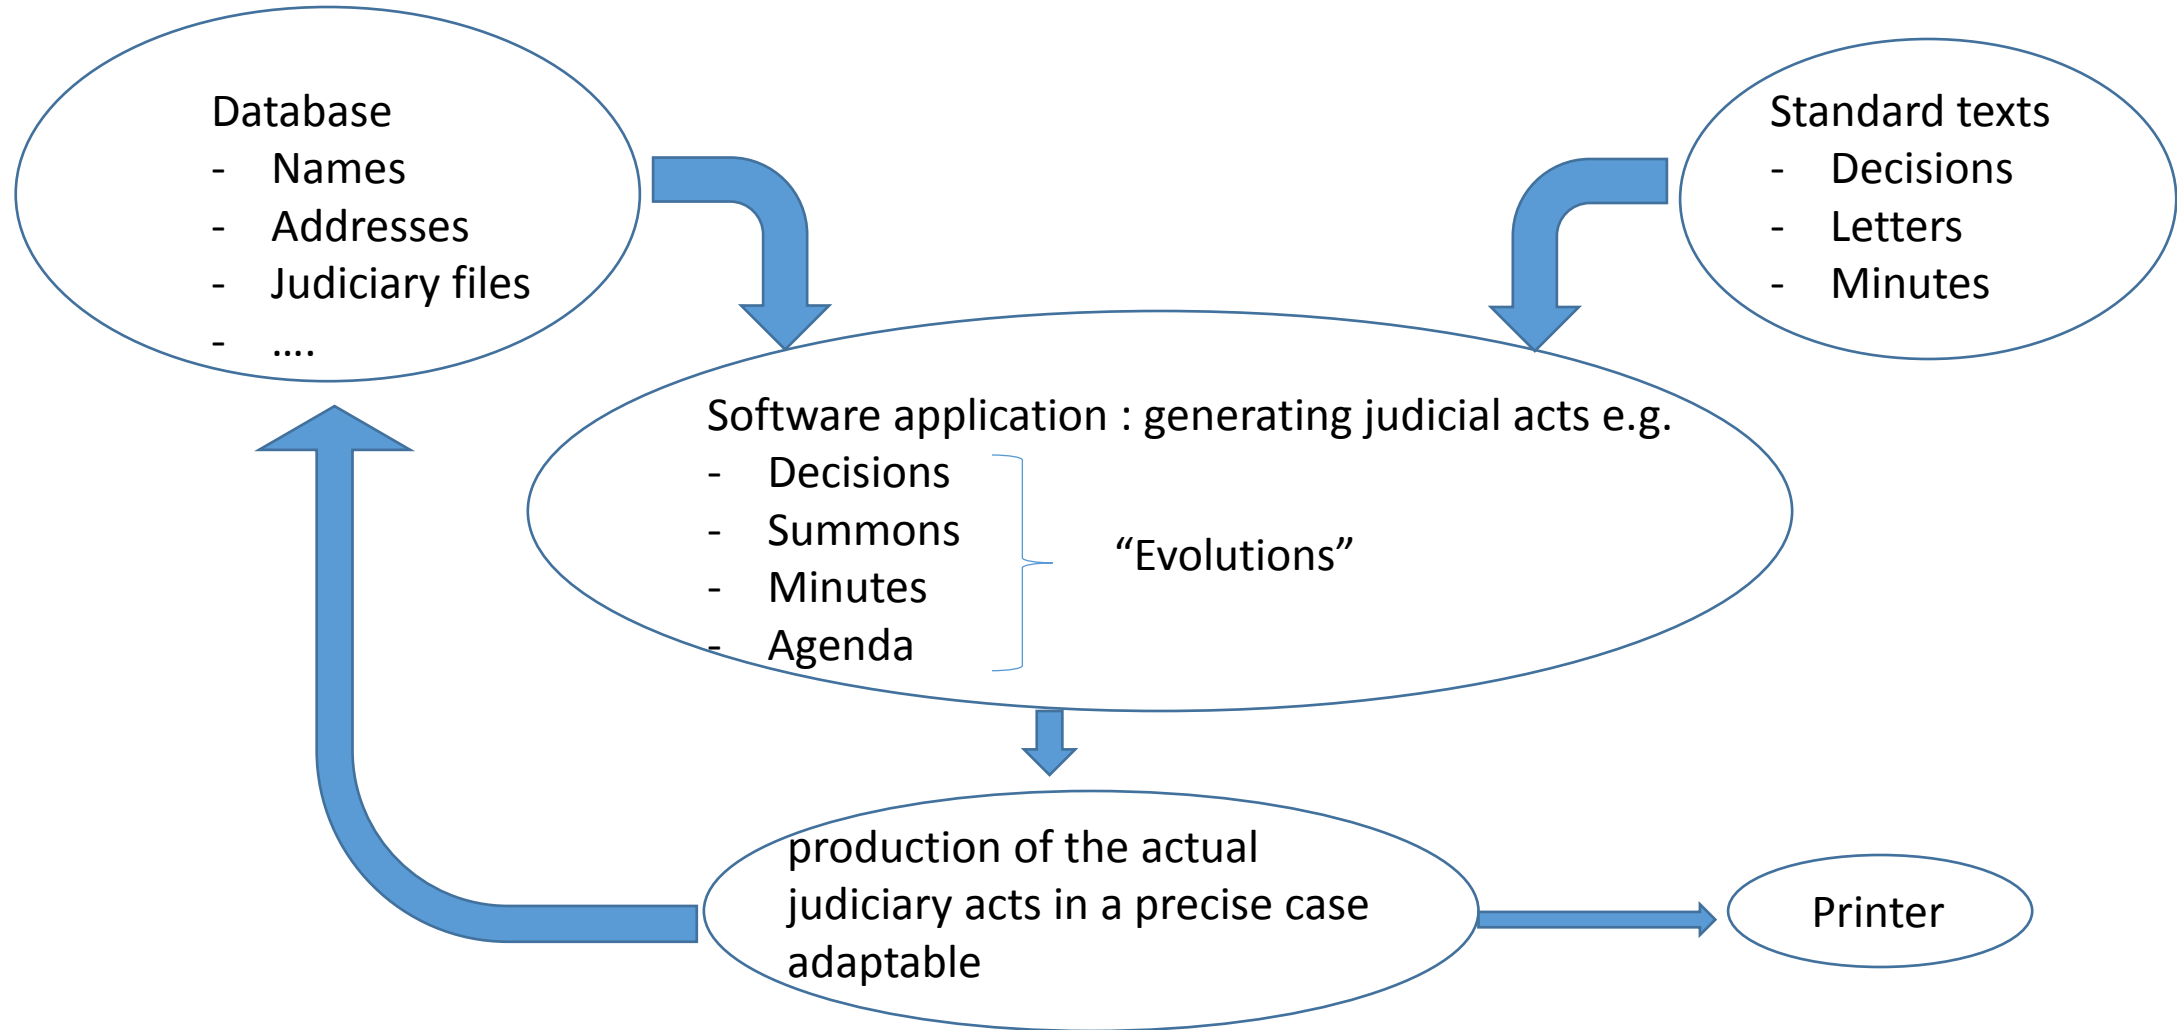 Database
- Names
- Addresses
- Judiciary files
- ....
Standard texts
- Decisions
- Letters
- Minutes
Software application : generating judicial acts e.g.
- Decisions
- Summons
- Minutes
- Agenda
“Evolutions”
production of the actual
judiciary acts in a precise case
adaptable
Printer